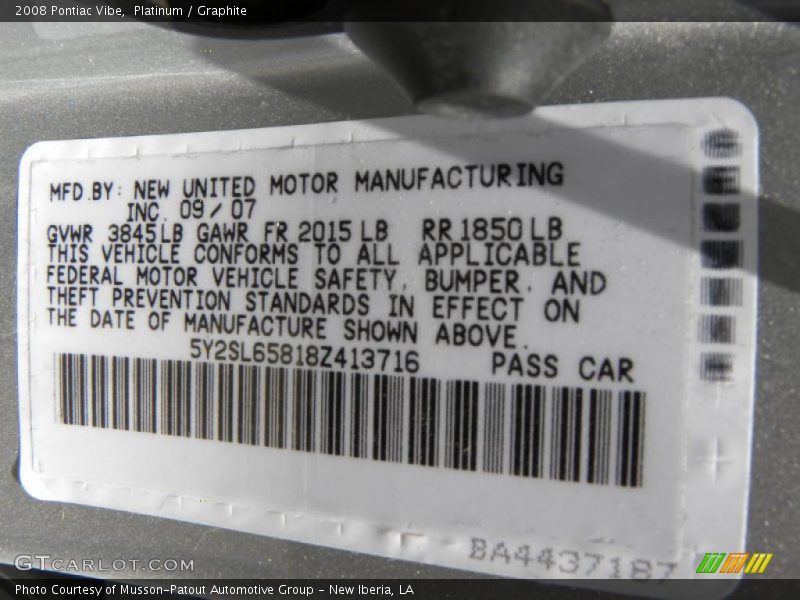 2008 Pontiac Vibe, Platinum / Graphite
MFD.BY: NEW UNITED MOTOR MANUFACTURING
INC. 09/07
GVWR 3845LB GAWR FR 2015 LB RR1850LB
THIS VEHICLE CONFORMS TO ALL APPLICABLE
FEDERAL MOTOR VEHICLE SAFETY, BUMPER, AND
THEFT PREVENTION STANDARDS IN EFFECT ON
THE DATE OF MANUFACTURE SHOWN ABOVE.
5Y2SL65818Z413716 PASS CAR
BA4437187
GTCARLOT.COM
Photo Courtesy of Musson-Patout Automotive Group - New Iberia, LA